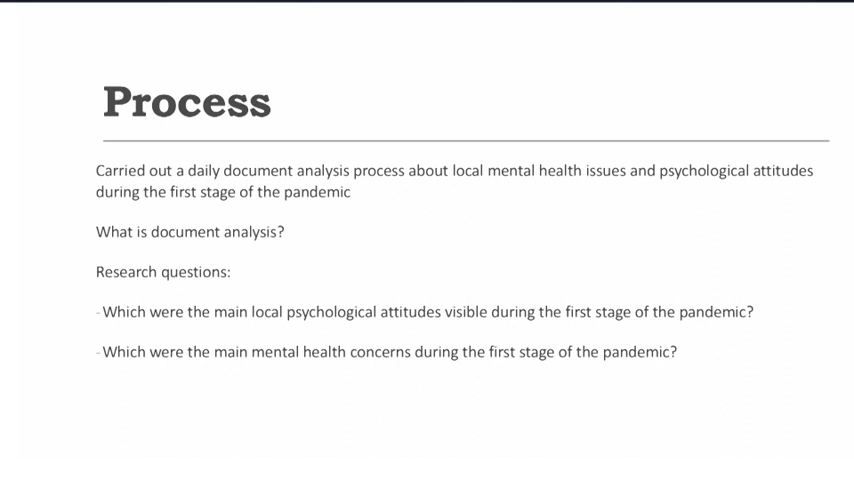 Process
Carried out a daily document analysis process about local mental health issues and psychological attitudes
during the first stage of the pandemic
What is document analysis?
Research questions:
-Which were the main local psychological attitudes visible during the first stage of the pandemic?
-Which were the main mental health concerns during the first stage of the pandemic?